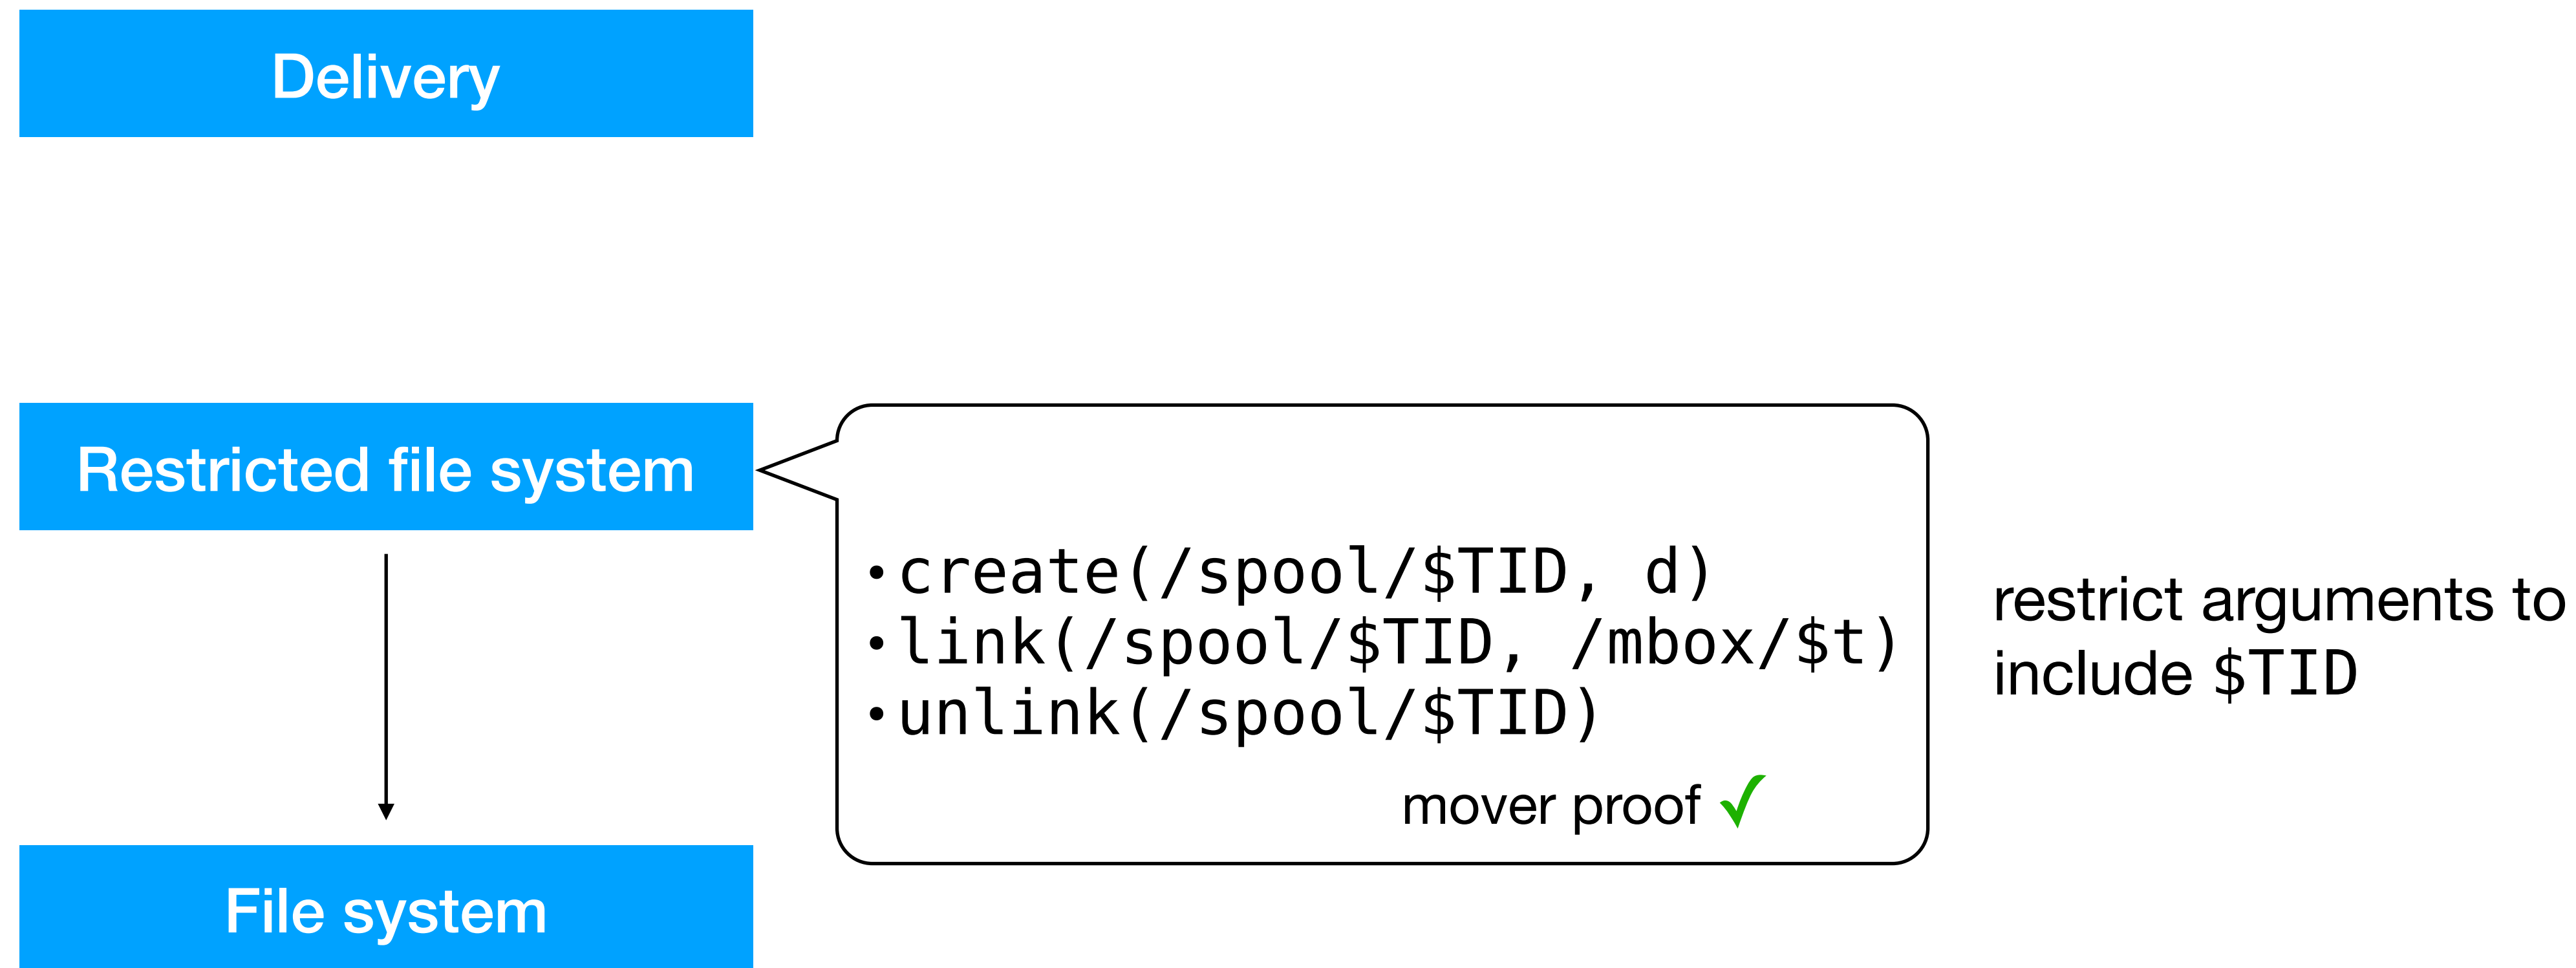 Delivery
Restricted file system
• create(/spool/$TID, d)
• link(/spool/$TID, /mbox/$t)
• unlink(/spool/$TID)
mover proof ✓
restrict arguments to
include $TID
File system